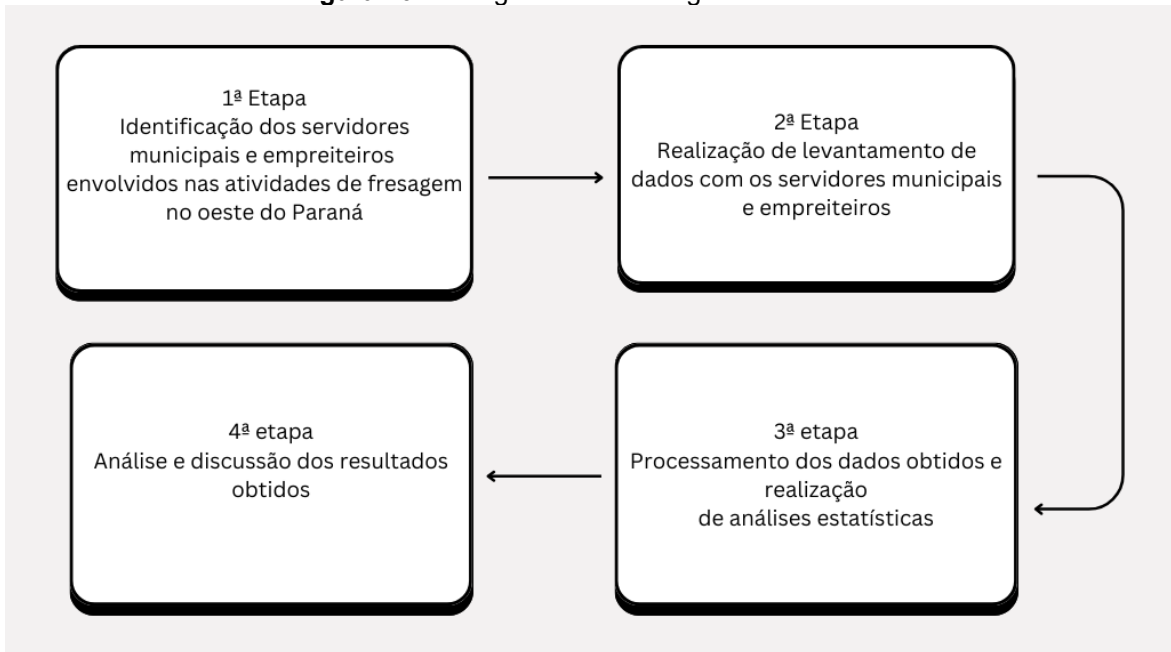 1ª Etapa
Identificação dos servidores
municipais e empreiteiros
envolvidos nas atividades de fresagem
no oeste do Paraná
2ª Etapa
Realização de levantamento de
dados com os servidores municipais
e empreiteiros
3ª etapa
Processamento dos dados obtidos e
realização
de análises estatísticas
4ª etapa
Análise e discussão dos resultados
obtidos